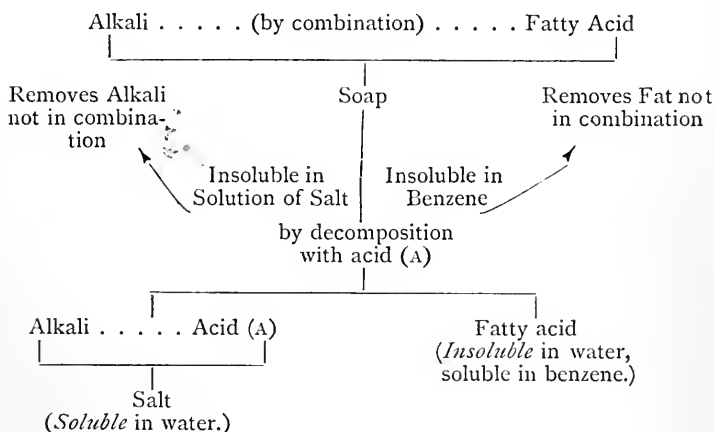 Alkali . . . . . (by combination) . . . . . Fatty Acid
Removes Alkali
not in combina-
tion
Soap
Removes Fat not
in combination
Insoluble in
Solution of Salt
Insoluble in
Benzene
by decomposition
with acid (A)
Alkali . . . . . Acid (A)
Fatty acid
(Insoluble in water,
soluble in benzene.)
Salt
(Soluble in water.)